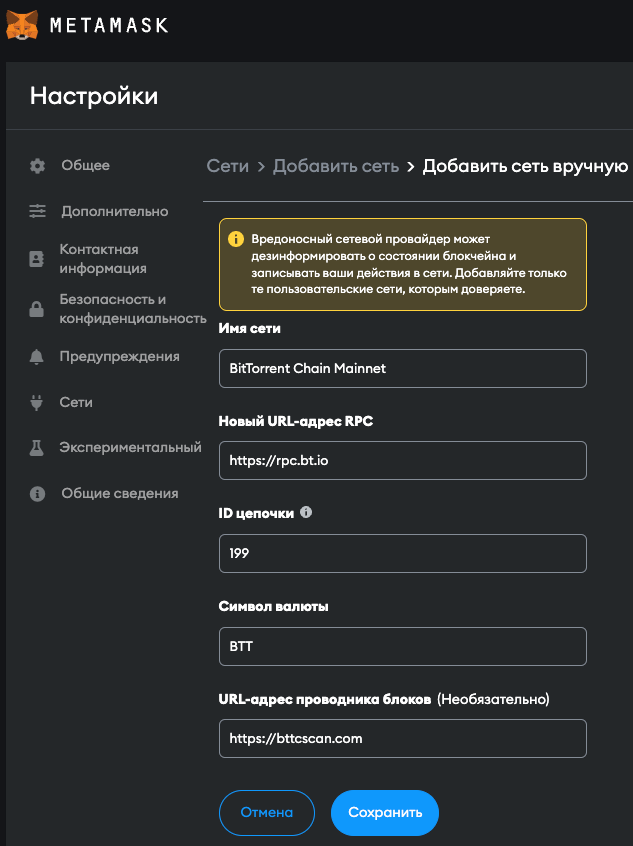 METAMASK
Настройки
Общее
Дополнительно
Контактная
информация
Безопасность и
конфиденциальность
Предупреждения
Сети
Экспериментальный
Общие сведения
Сети > Добавить сеть > Добавить сеть вручную
Вредоносный сетевой провайдер может
дезинформировать о состоянии блокчейна и
записывать ваши действия в сети. Добавляйте только
те пользовательские сети, которым доверяете.
Имя сети
BitTorrent Chain Mainnet
Новый URL-адрес RPC
https://rpc.bt.io
ID цепочки
199
Символ валюты
BTT
URL-адрес проводника блоков (Необязательно)
https://bttcscan.com
Отмена
Сохранить